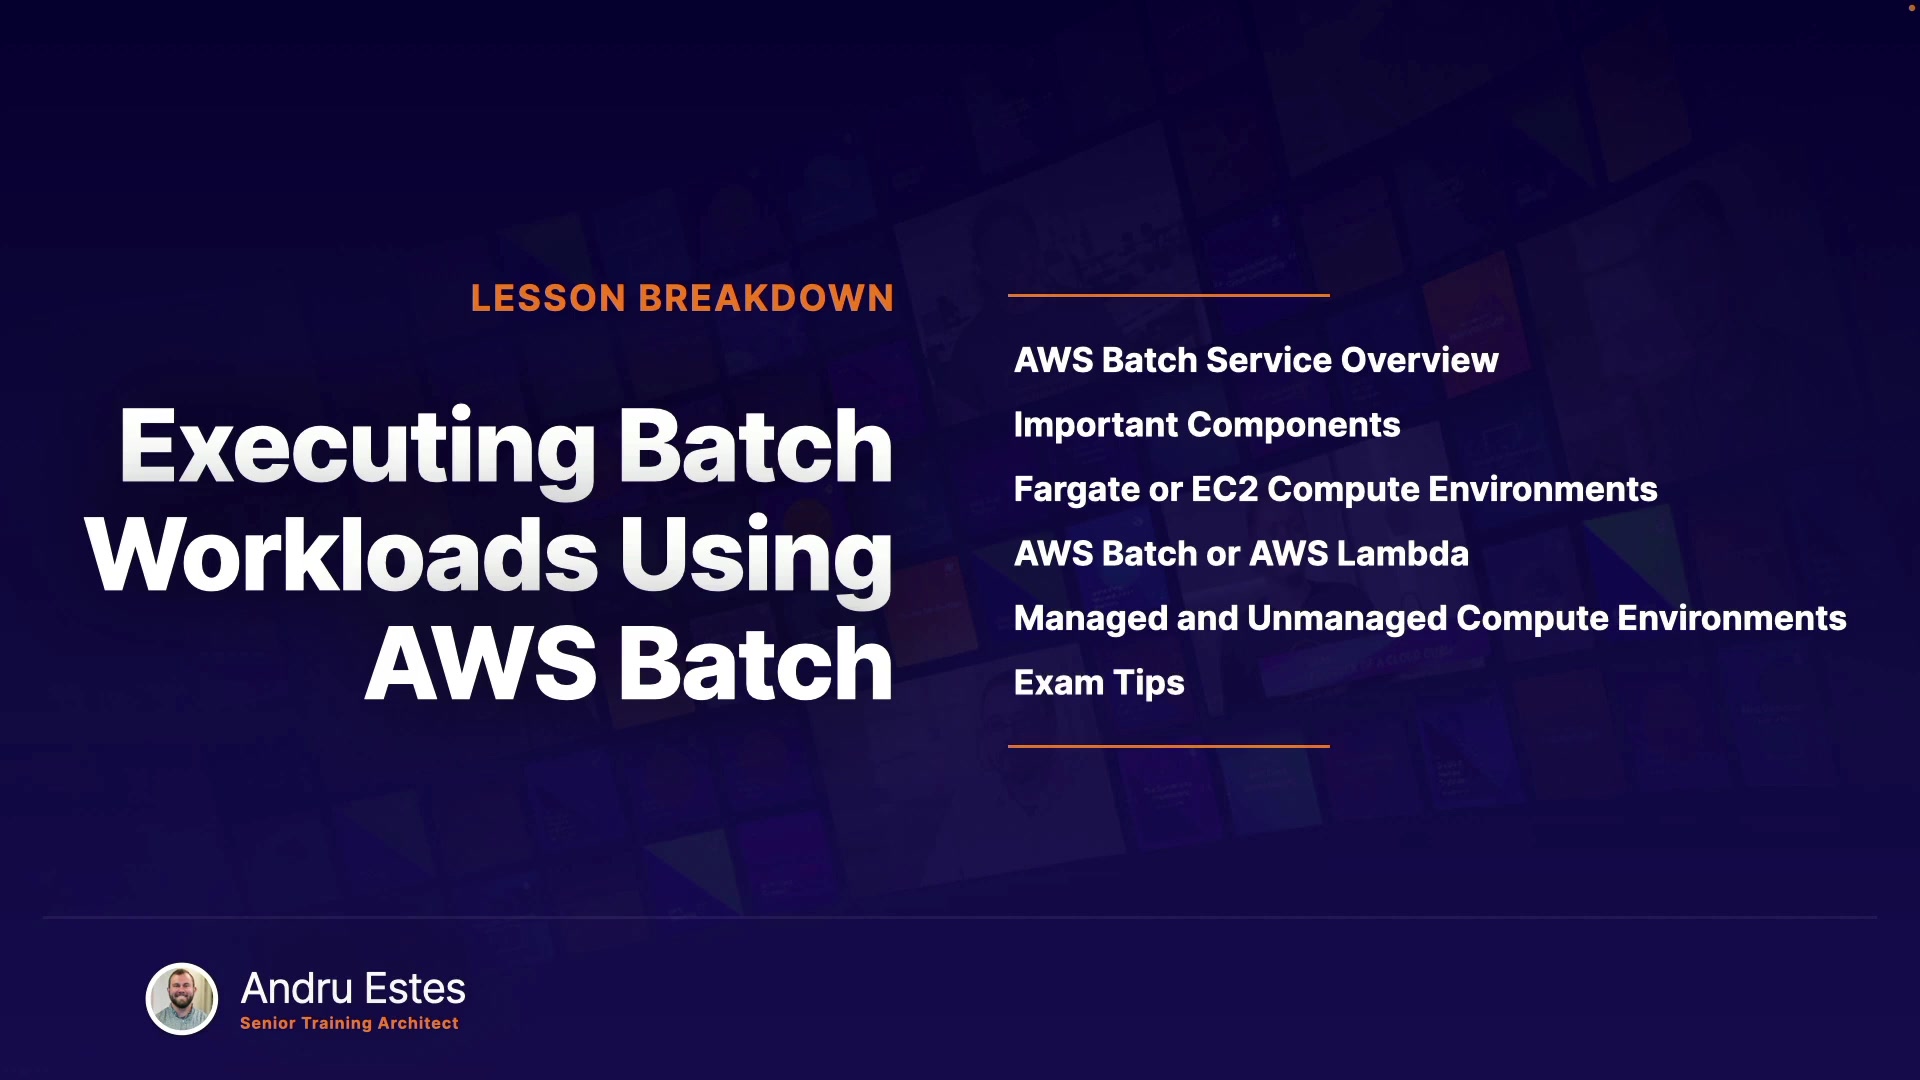 LESSON BREAKDOWN
Executing Batch
Workloads Using
AWS Batch
AWS Batch Service Overview
Important Components
Fargate or EC2 Compute Environments
AWS Batch or AWS Lambda
Managed and Unmanaged Compute Environments
Exam Tips
Andru Estes
Senior Training Architect